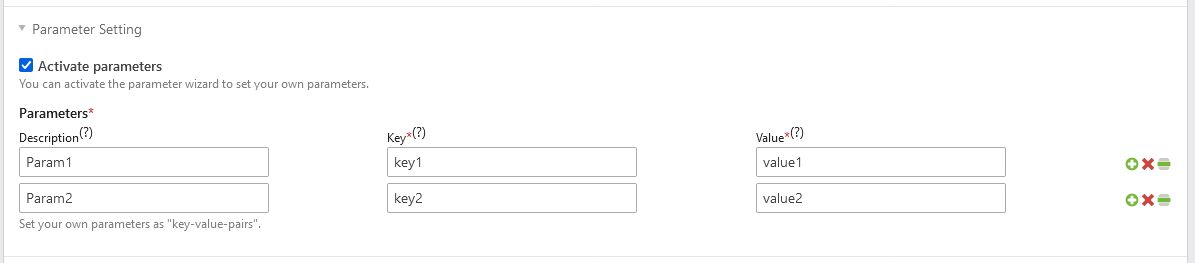 Parameter Setting
Activate parameters
You can activate the parameter wizard to set your own parameters.
Parameters*
Description(?) Key*(?) Value*(?)
Param1 key1 value1
Param2 key2 value2
Set your own parameters as "key-value-pairs".